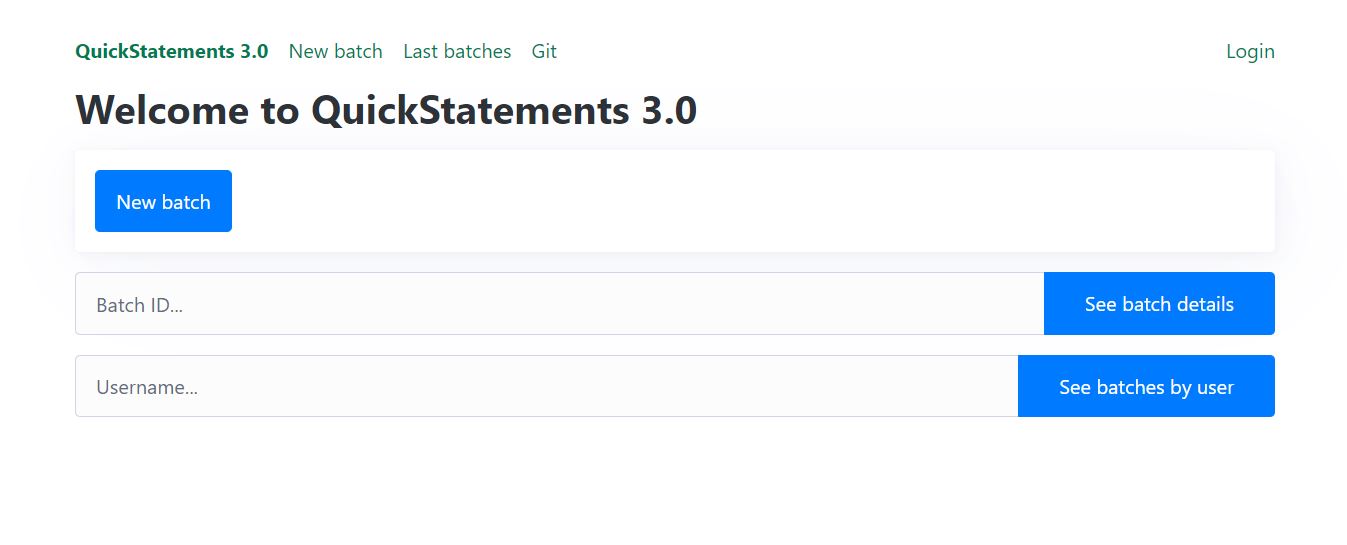 QuickStatements 3.0 New batch Last batches Git Login
Welcome to QuickStatements 3.0
New batch
Batch ID... See batch details
Username... See batches by user